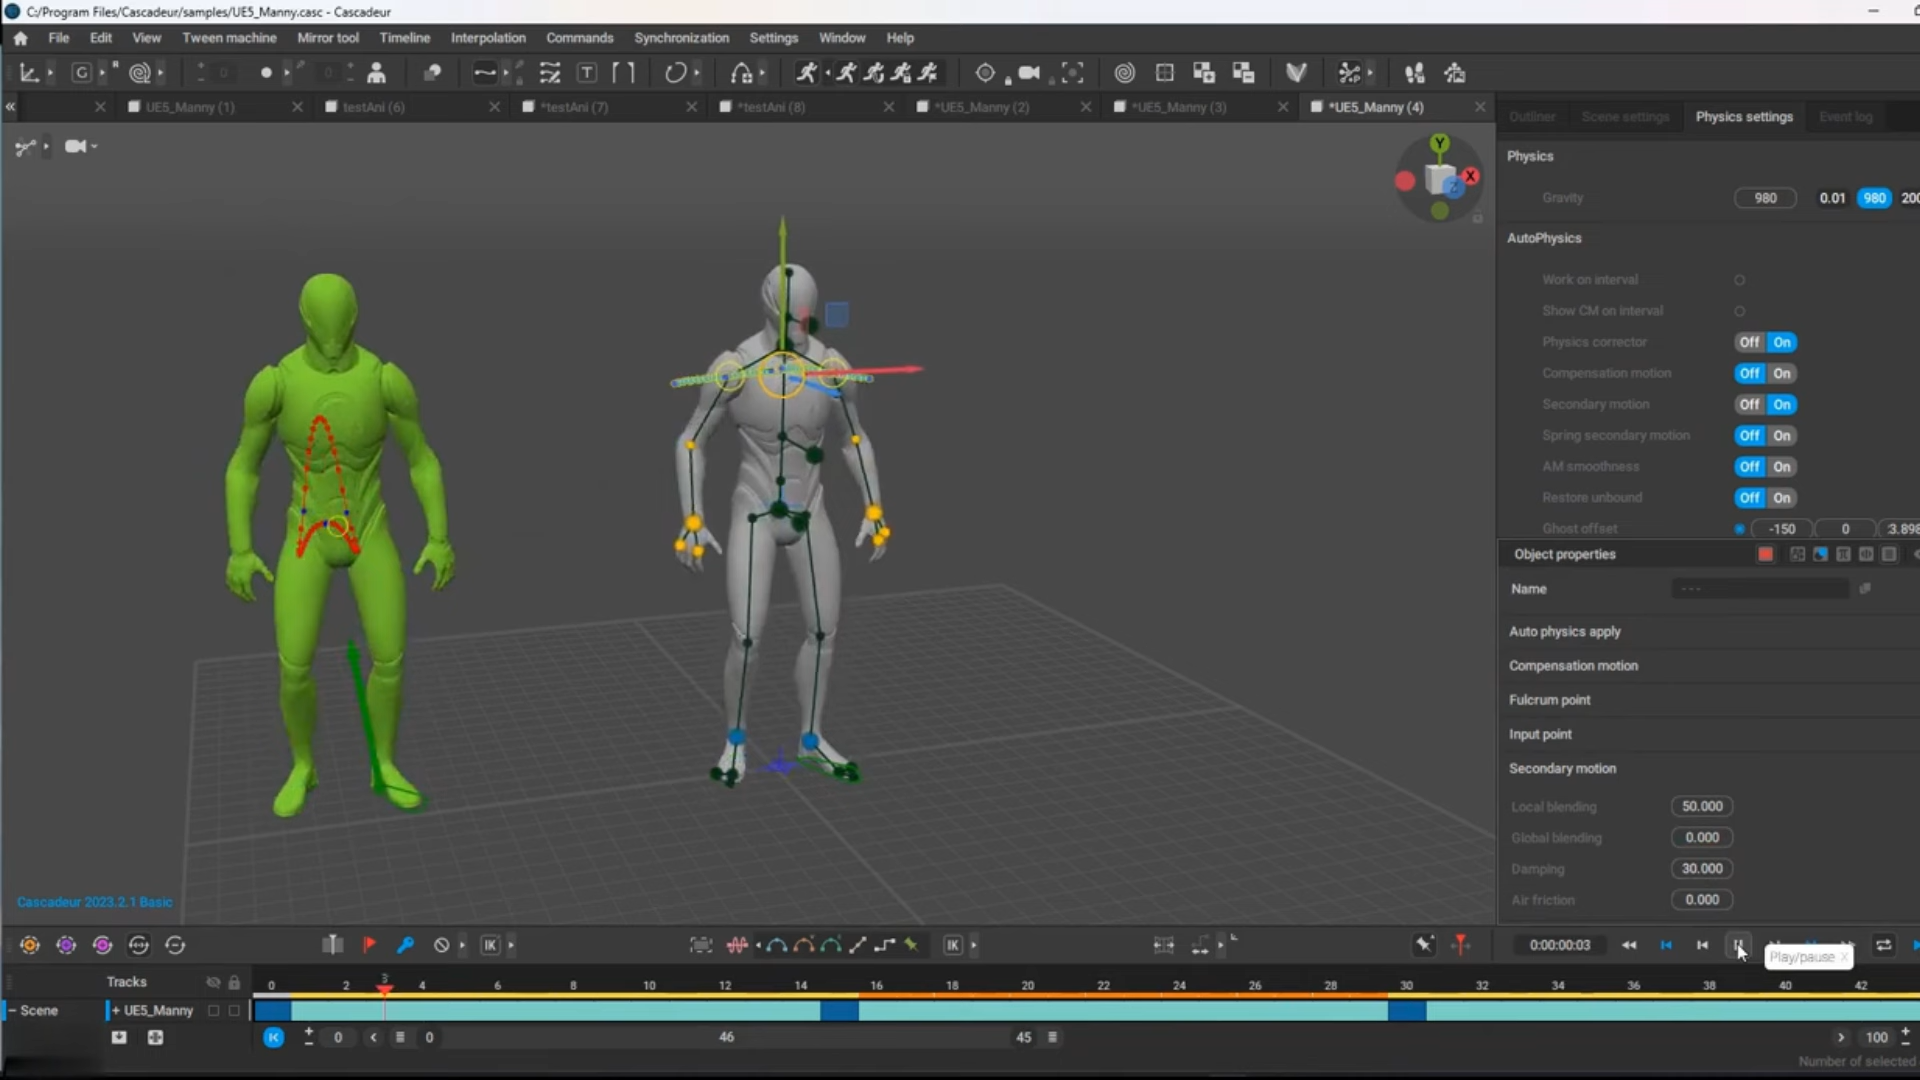 C:/Program Files/Cascadeur/samples/UE5_Manny.casc - Cascadeur
File Edit View Tween machine Mirror tool Timeline Interpolation Commands Synchronization Settings Window Help
UE5_Manny (1) testAni (6) *testAni (7) *testAni (8) *UE5_Manny (2) *UE5_Manny (3) *UE5_Manny (4)
Outliner Scene settings Physics settings Event log
Physics
Gravity 980 0.01 980 200
AutoPhysics
Work on interval
Show CM on interval
Physics corrector Off On
Compensation motion Off On
Secondary motion Off On
Spring secondary motion Off On
AM smoothness Off On
Restore unbound Off On
Ghost offset -150 0 3.898
Object properties
Name ---
Auto physics apply
Compensation motion
Fulcrum point
Input point
Secondary motion
Local blending 50.000
Global blending 0.000
Damping 30.000
Air friction 0.000
Y
X
Z
Cascadeur 2023.2.1 Basic
IK IK 0:00:00:03
Play/pause
Tracks 0 2 3 4 6 8 10 12 14 16 18 20 22 24 26 28 30 32 34 36 38 40 42
Scene + UE5_Manny
0 0 46 45 100
Number of selected